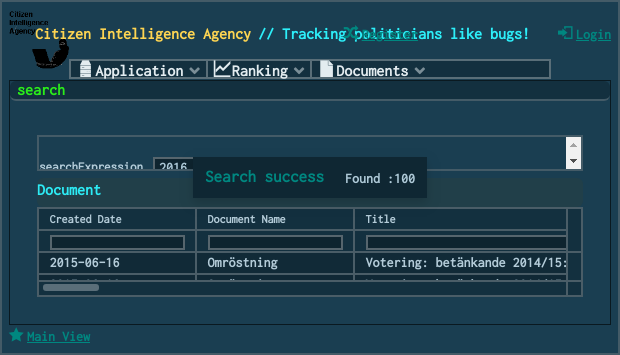 Citizen
Intelligence
Agency
Citizen Intelligence Agency // Tracking politicians like bugs!
Register
Login
Application
Ranking
Documents
search
searchExpression 2016
Search success Found :100
Document
Created Date Document Name Title
2015-06-16 Omröstning Votering: betänkande 2014/15:
Main View